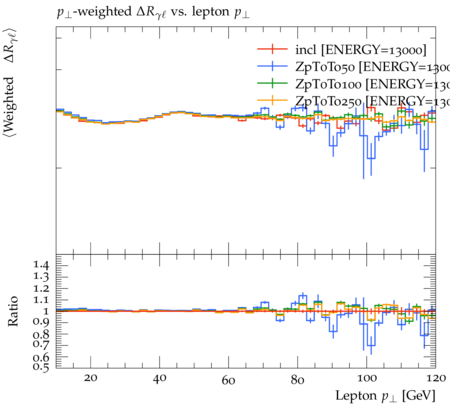 p⊥-weighted ΔRγℓ vs. lepton p⊥
⟨Weighted ΔRγℓ⟩
incl [ENERGY=13000]
ZpToTo50 [ENERGY=130
ZpToTo100 [ENERGY=13
ZpToTo250 [ENERGY=13
1.4
1.3
1.2
1.1
1
0.9
0.8
0.7
0.6
0.5
Ratio
20 40 60 80 100 120
Lepton p⊥ [GeV]